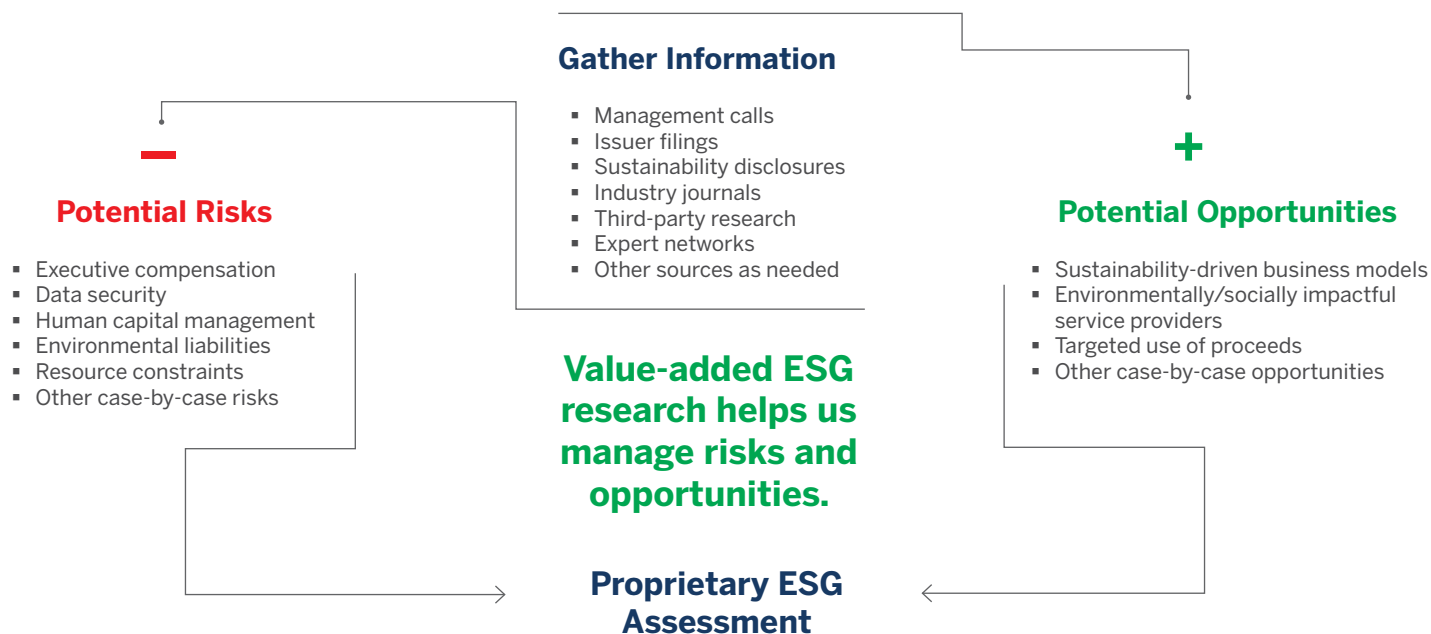 Gather Information
▪ Management calls
▪ Issuer filings
▪ Sustainability disclosures
▪ Industry journals
▪ Third-party research
▪ Expert networks
▪ Other sources as needed
–
Potential Risks
▪ Executive compensation
▪ Data security
▪ Human capital management
▪ Environmental liabilities
▪ Resource constraints
▪ Other case-by-case risks
+
Potential Opportunities
▪ Sustainability-driven business models
▪ Environmentally/socially impactful
service providers
▪ Targeted use of proceeds
▪ Other case-by-case opportunities
Value-added ESG
research helps us
manage risks and
opportunities.
Proprietary ESG
Assessment